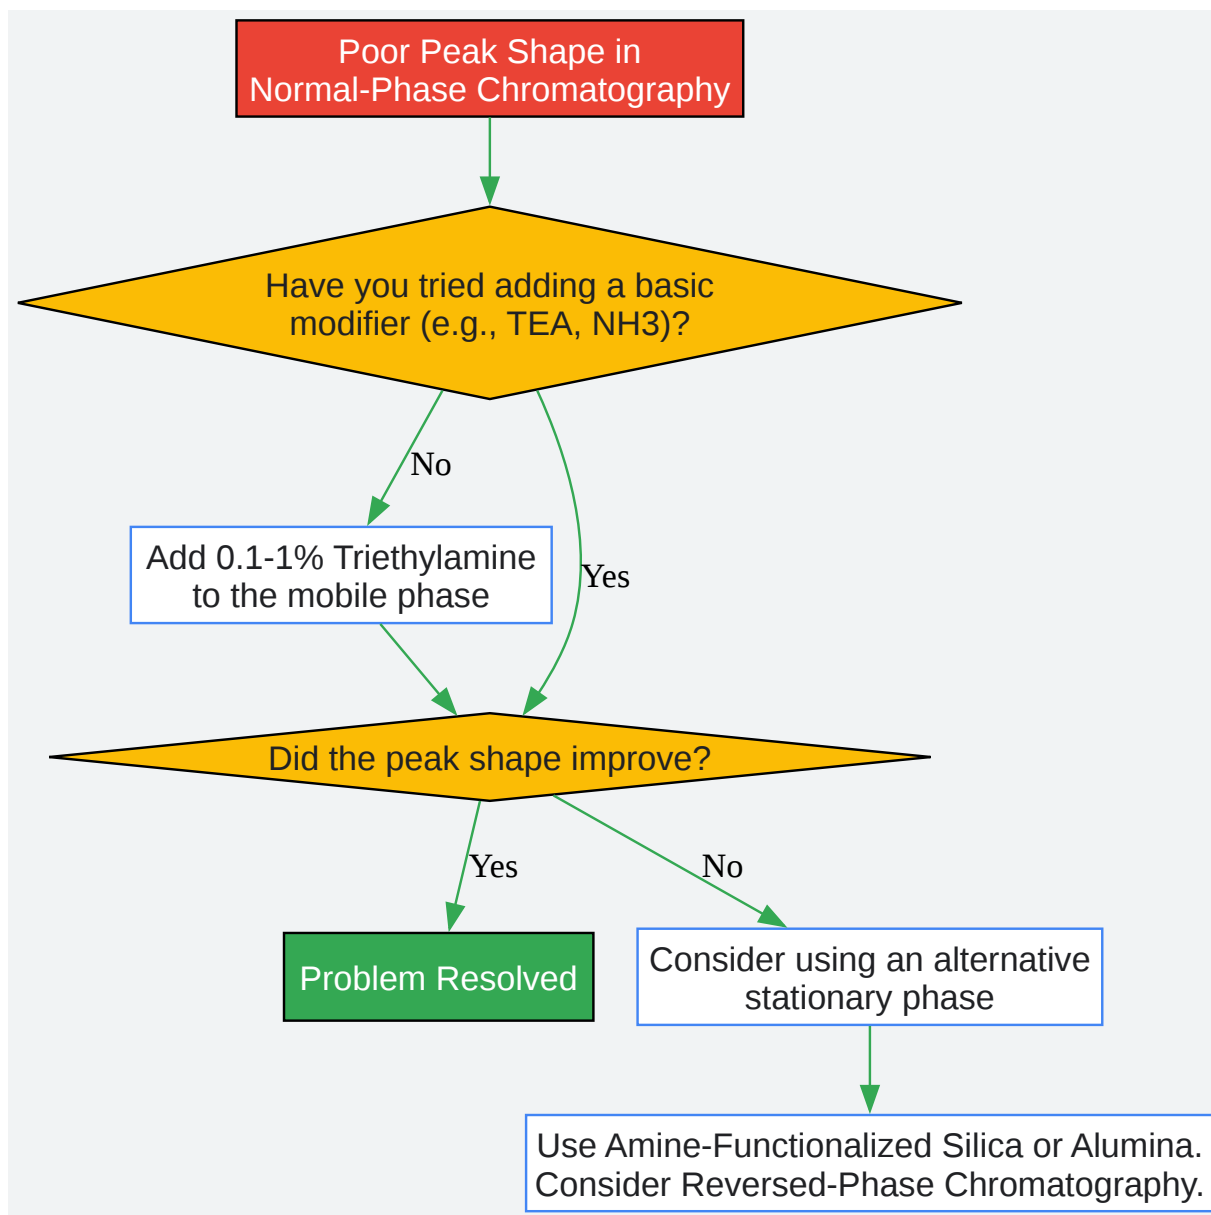 Poor Peak Shape in
Normal-Phase Chromatography
Have you tried adding a basic
modifier (e.g., TEA, NH3)?
No
Add 0.1-1% Triethylamine
to the mobile phase
Yes
Did the peak shape improve?
Yes
No
Problem Resolved
Consider using an alternative
stationary phase
Use Amine-Functionalized Silica or Alumina.
Consider Reversed-Phase Chromatography.